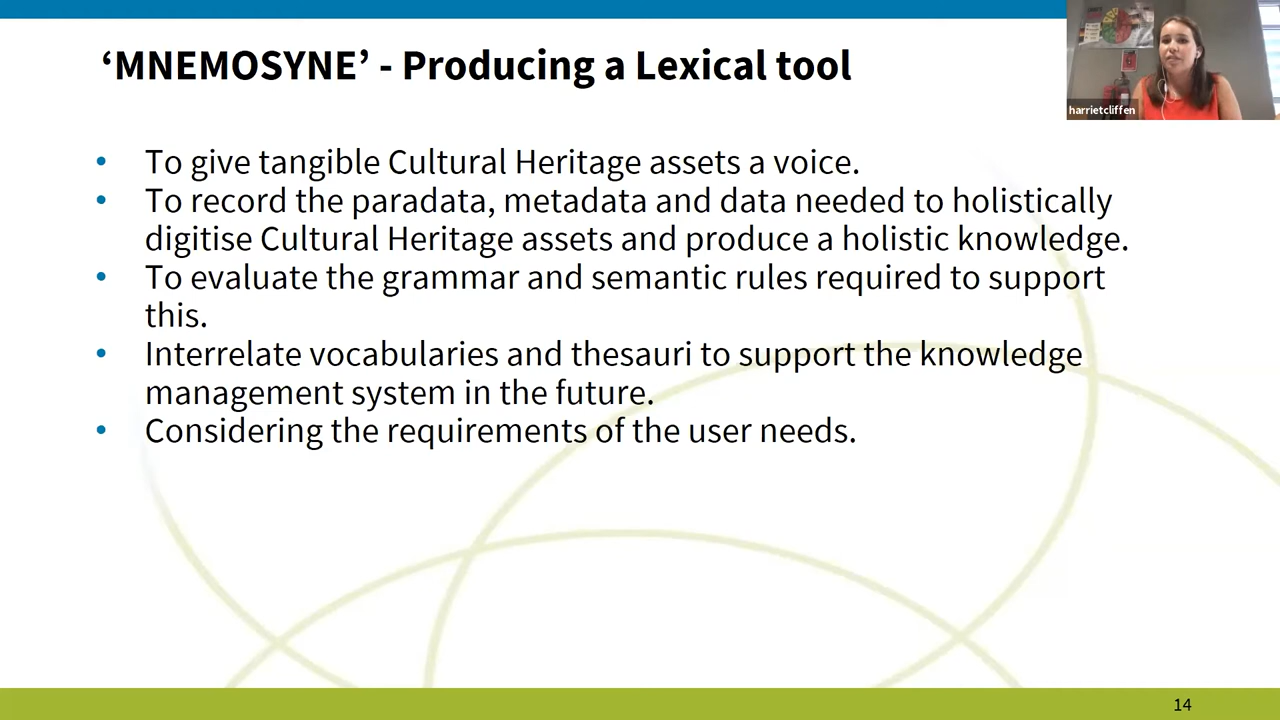 ‘MNEMOSYNE’ - Producing a Lexical tool
harrietcliffen
• To give tangible Cultural Heritage assets a voice.
• To record the paradata, metadata and data needed to holistically
digitise Cultural Heritage assets and produce a holistic knowledge.
• To evaluate the grammar and semantic rules required to support
this.
• Interrelate vocabularies and thesauri to support the knowledge
management system in the future.
• Considering the requirements of the user needs.
14